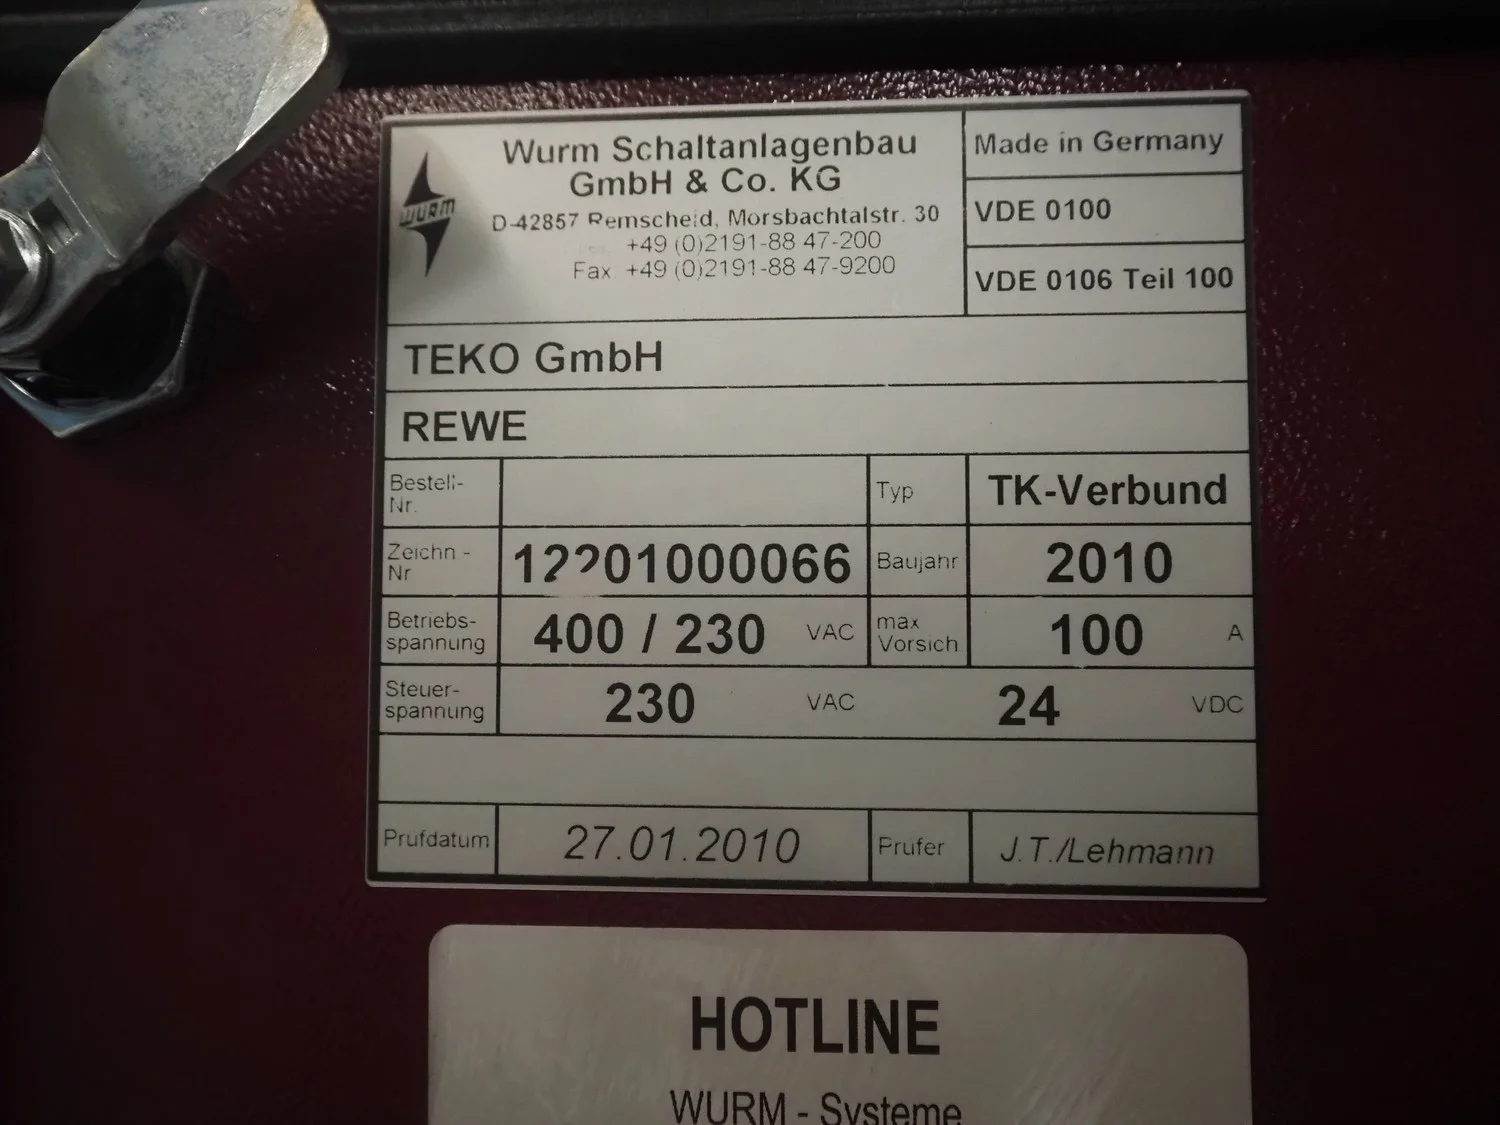 WURM
Wurm Schaltanlagenbau
GmbH & Co. KG
D-42857 Remscheid, Morsbachtalstr. 30
+49 (0)2191-88 47-200
Fax +49 (0)2191-88 47-9200
Made in Germany
VDE 0100
VDE 0106 Teil 100
TEKO GmbH
REWE
Bestell-
Nr.
Typ
TK-Verbund
Zeichn -
Nr
12201000066
Baujahr
2010
Betriebs-
spannung
400 / 230 VAC
max
Vorsich
100 A
Steuer-
spannung
230 VAC
24 VDC
Prufdatum
27.01.2010
Prufer
J.T./Lehmann
HOTLINE
WURM - Systeme